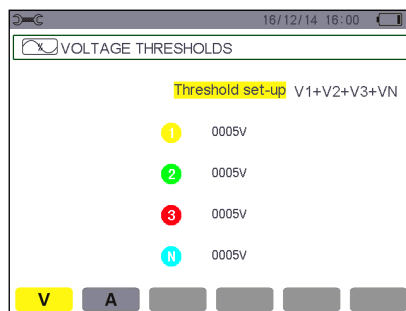 16/12/14 16:00
VOLTAGE THRESHOLDS
Threshold set-up V1+V2+V3+VN
1 0005V
2 0005V
3 0005V
N 0005V
V A